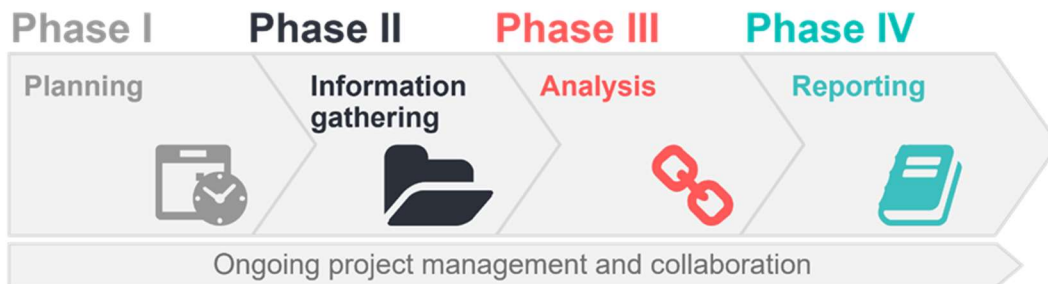 Phase I
Phase II
Phase III
Phase IV
Planning
Information
gathering
Analysis
Reporting
Ongoing project management and collaboration